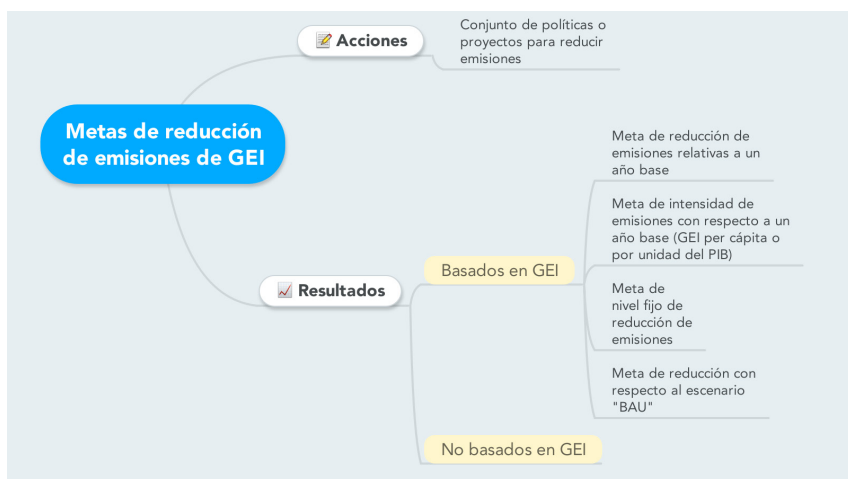 Metas de reducción
de emisiones de GEI
Acciones
Conjunto de políticas o
proyectos para reducir
emisiones
Resultados
Basados en GEI
Meta de reducción de
emisiones relativas a un
año base
Meta de intensidad de
emisiones con respecto a un
año base (GEI per cápita o
por unidad del PIB)
Meta de
nivel fijo de
reducción de
emisiones
Meta de reducción con
respecto al escenario
"BAU"
No basados en GEI